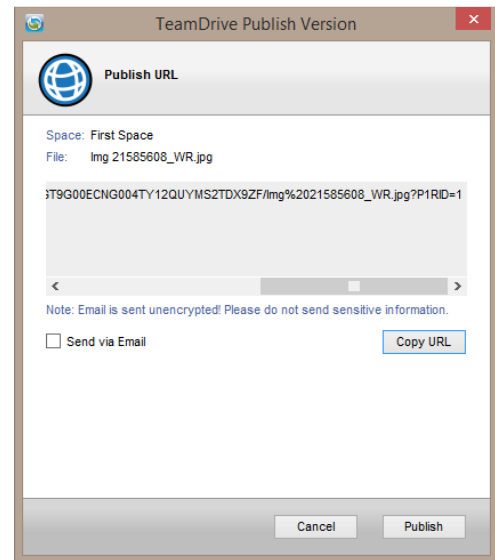 TeamDrive Publish Version
Publish URL
Space: First Space
File: Img 21585608_WR.jpg
ST9G00ECNG004TY12QUYMS2TDX9ZF/Img%2021585608_WR.jpg?P1RID=1
Note: Email is sent unencrypted! Please do not send sensitive information.
Send via Email
Copy URL
Cancel
Publish